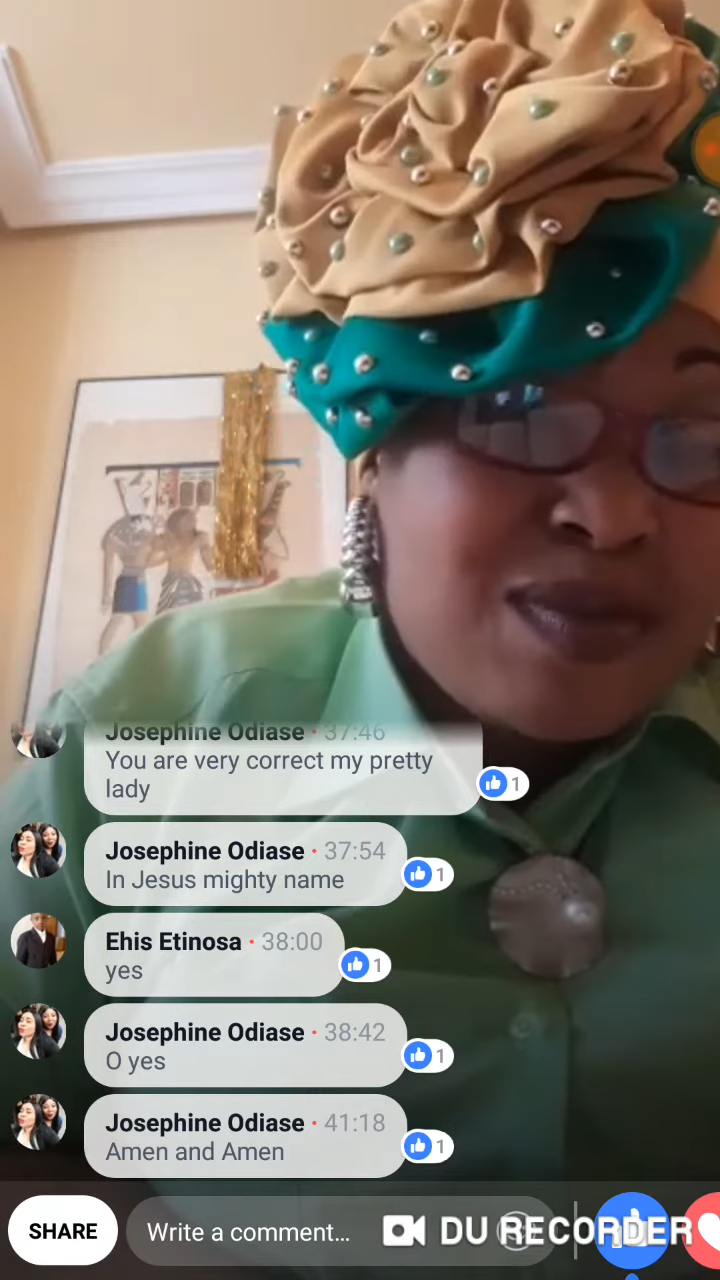 Josephine Odiase · 37:46
You are very correct my pretty
lady
1
Josephine Odiase · 37:54
In Jesus mighty name
1
Ehis Etinosa · 38:00
yes
1
Josephine Odiase · 38:42
O yes
1
Josephine Odiase · 41:18
Amen and Amen
1
SHARE
Write a comment...
DU RECORDER